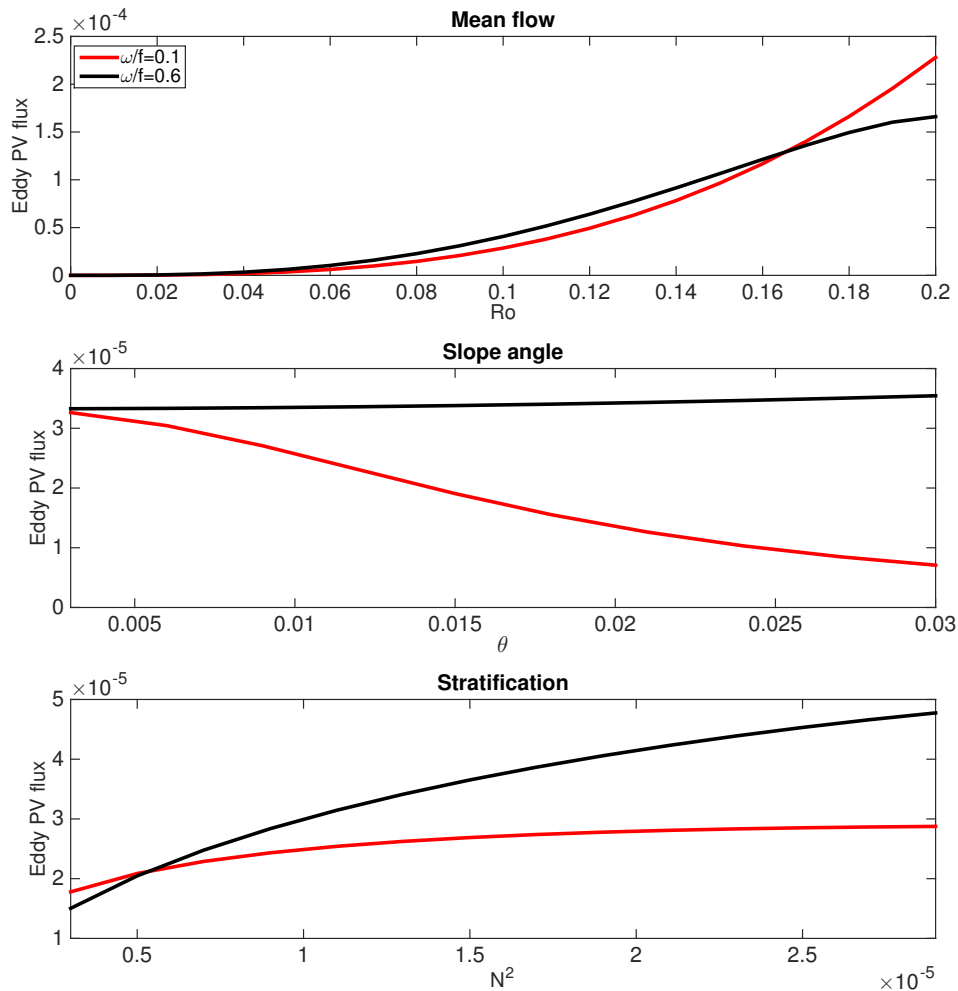 Mean flow
×10-4
2.5
2
1.5
1
0.5
0
Eddy PV flux
ω/f=0.1
ω/f=0.6
0 0.02 0.04 0.06 0.08 0.1 0.12 0.14 0.16 0.18 0.2
Ro
Slope angle
×10-5
4
3
2
1
0
Eddy PV flux
0.005 0.01 0.015 0.02 0.025 0.03
θ
Stratification
×10-5
5
4
3
2
1
Eddy PV flux
0.5 1 1.5 2 2.5
N2
×10-5